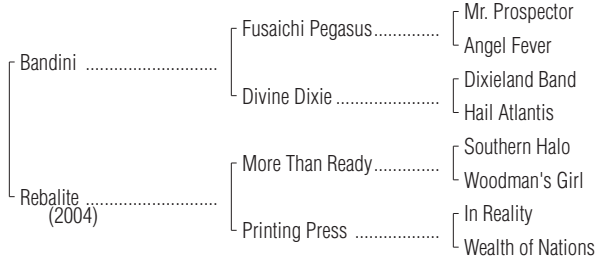 Mr. Prospector
Fusaichi Pegasus..............
Angel Fever
Bandini ............................
Dixieland Band
Divine Dixie ......................
Hail Atlantis
Southern Halo
More Than Ready..............
Woodman's Girl
Rebalite ............................
(2004)
In Reality
Printing Press ..................
Wealth of Nations